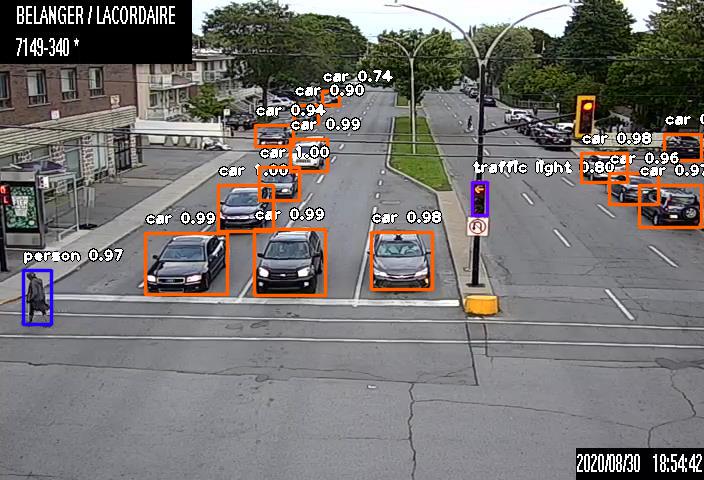 BELANGER / LACORDAIRE
7149-340 *
car 0.74
car 0.90
car 0.94
car 0.99
car 0.98
car 0.96
car 0.97
1.00
1.00
traffic light 0.80
car 0.99
car 0.99
car 0.98
person 0.97
2020/08/30 18:54:42